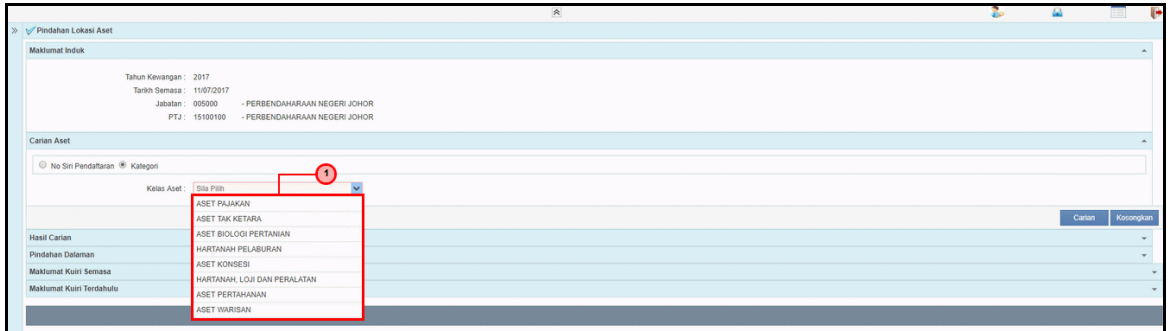 Pindahan Lokasi Aset
Maklumat Induk
Tahun Kewangan : 2017
Tarikh Semasa : 11/07/2017
Jabatan : 005000 - PERBENDAHARAAN NEGERI JOHOR
PTJ : 15100100 - PERBENDAHARAAN NEGERI JOHOR
Carian Aset
No Siri Pendaftaran Kategori
1
Kelas Aset : Sila Pilih
ASET PAJAKAN
ASET TAK KETARA
ASET BIOLOGI PERTANIAN
HARTANAH PELABURAN
ASET KONSESI
HARTANAH, LOJI DAN PERALATAN
ASET PERTAHANAN
ASET WARISAN
Carian Kosongkan
Hasil Carian
Pindahan Dalaman
Maklumat Kuiri Semasa
Maklumat Kuiri Terdahulu